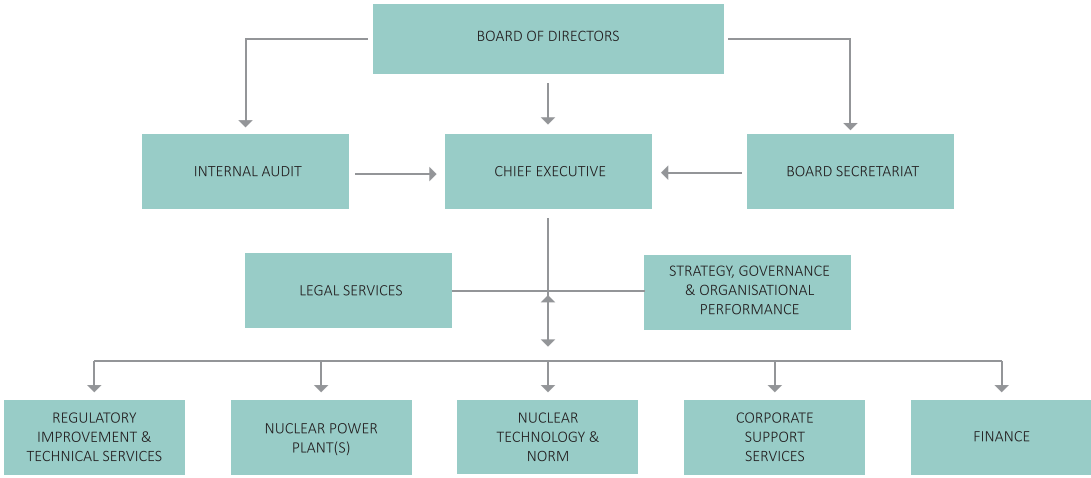 BOARD OF DIRECTORS
INTERNAL AUDIT
CHIEF EXECUTIVE
BOARD SECRETARIAT
LEGAL SERVICES
STRATEGY, GOVERNANCE
& ORGANISATIONAL
PERFORMANCE
REGULATORY
IMPROVEMENT &
TECHNICAL SERVICES
NUCLEAR POWER
PLANT(S)
NUCLEAR
TECHNOLOGY &
NORM
CORPORATE
SUPPORT
SERVICES
FINANCE